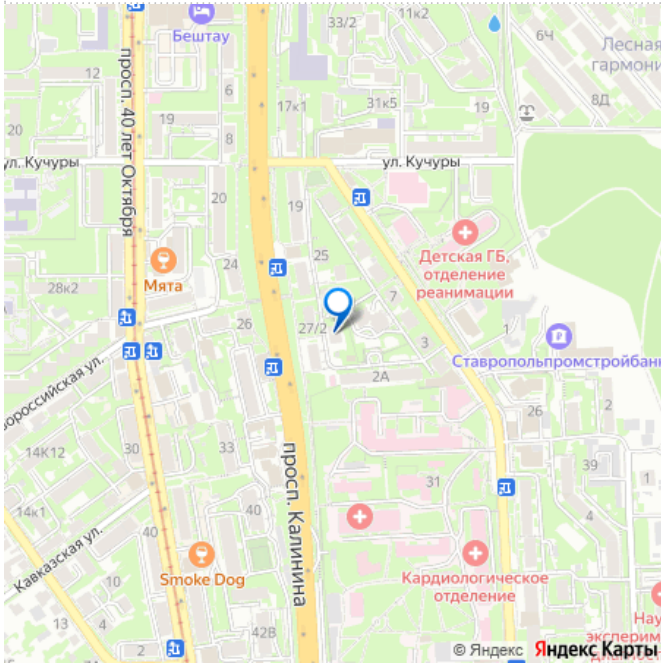 11к2
33/2
Бештау
6Ч
Лесная
гармони
12
6
8Д
17к1
31к5
19
19
20
8
просп. 40 лет Октября
ул. Кучуры
ул. Кучуры
20
19
25
Детская ГБ,
отделение
реанимации
24
Мята
28к2
7
26
27/2
1
3
Ставропольпромстройбанк
овороссийская ул.
2А
26
2
14К12
30
33
просп. Калинина
31
39
1
14к1
40
40
4
Кавказская ул.
10
Smoke Dog
Кардиологическое
отделение
13
4
2
42В
Нау
эксперим
© Яндекс Яндекс Карты